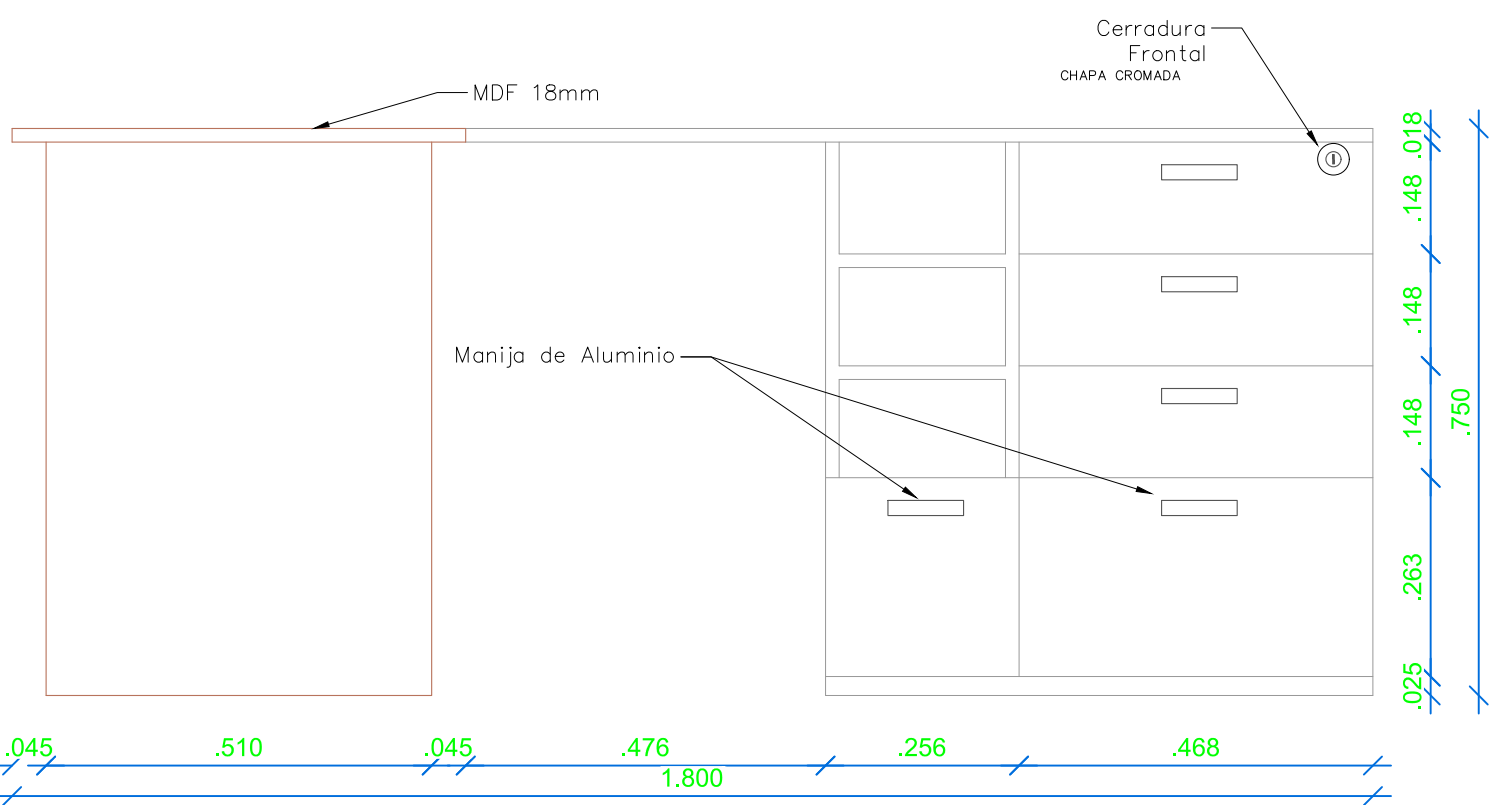 Cerradura
Frontal
CHAPA CROMADA
MDF 18mm
Manija de Aluminio
.018
.148
.148
.148
.263
.025
.750
.045
.510
.045
.476
.256
.468
1.800